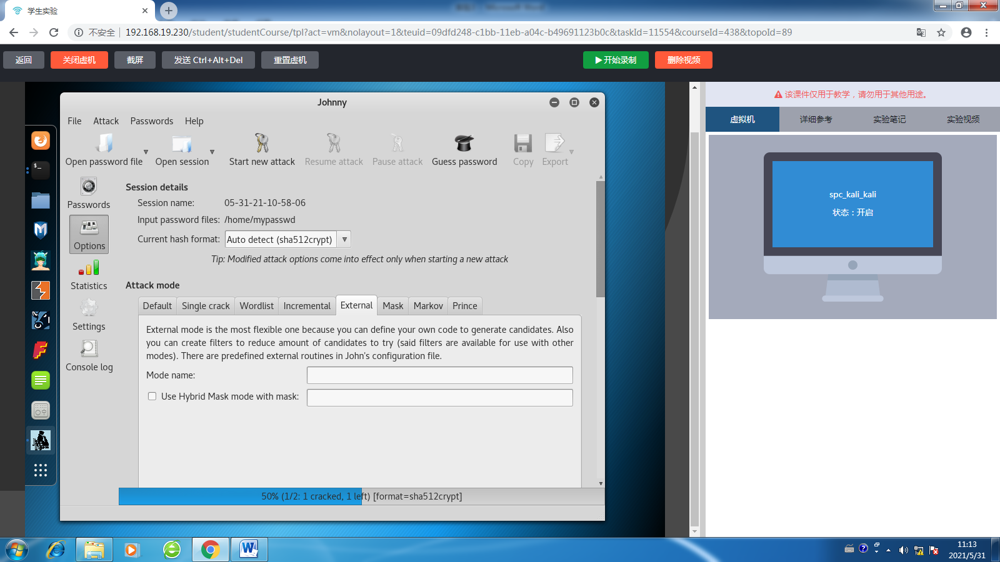 学生实验
不安全 192.168.19.230/student/studentCourse/tpl?act=vm&nolayout=1&teuid=09dfd248-c1bb-11eb-a04c-b49691123b0c&taskId=11554&courseId=438&topoId=89
返回 关闭虚机 截屏 发送 Ctrl+Alt+Del 重置虚机 开始录制 删除视频
Johnny
File Attack Passwords Help
Open password file Open session Start new attack Resume attack Pause attack Guess password Copy Export
Passwords
Options
Statistics
Settings
Console log
Session details
Session name: 05-31-21-10-58-06
Input password files: /home/mypasswd
Current hash format: Auto detect (sha512crypt)
Tip: Modified attack options come into effect only when starting a new attack
Attack mode
Default Single crack Wordlist Incremental External Mask Markov Prince
External mode is the most flexible one because you can define your own code to generate candidates. Also
you can create filters to reduce amount of candidates to try (said filters are available for use with other
modes). There are predefined external routines in John's configuration file.
Mode name:
Use Hybrid Mask mode with mask:
50% (1/2: 1 cracked, 1 left) [format=sha512crypt]
该课件仅用于教学，请勿用于其他用途。
虚拟机 详细参考 实验笔记 实验视频
spc_kali_kali
状态：开启
11:13
2021/5/31